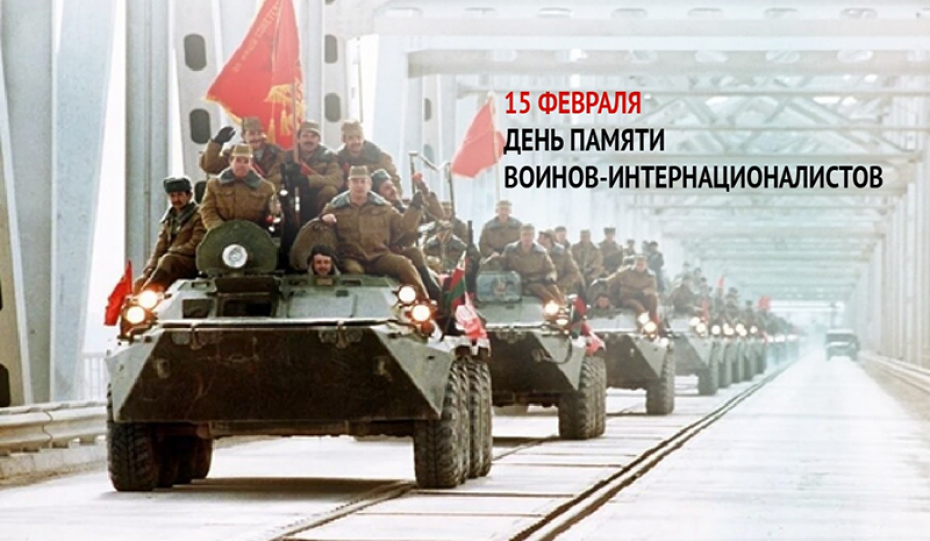 15 ФЕВРАЛЯ
ДЕНЬ ПАМЯТИ
ВОИНОВ-ИНТЕРНАЦИОНАЛИСТОВ